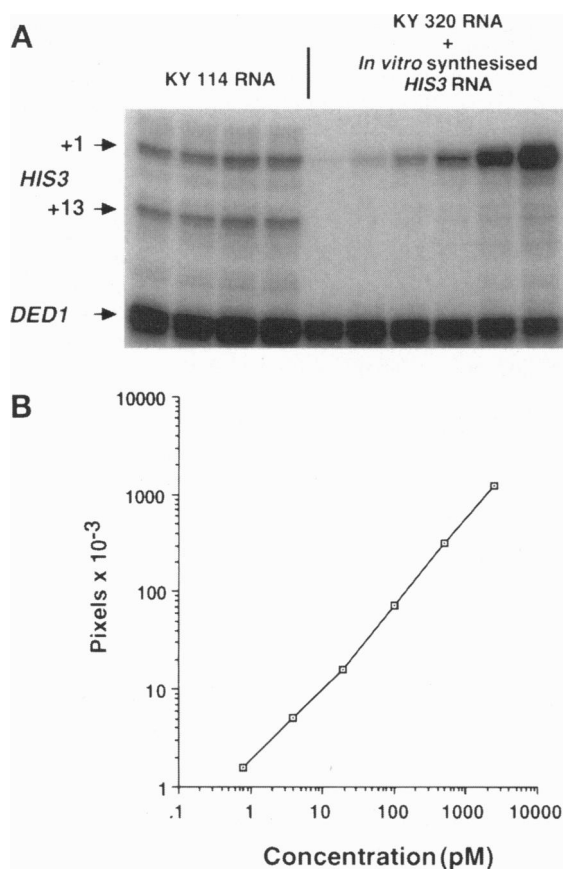 A
KY 114 RNA
KY 320 RNA
+
In vitro synthesised
HIS3 RNA
+1
HIS3
+13
DED1
B
10000
1000
100
10
1
.1 1 10 100 1000 10000
Pixels x 10-3
Concentration (pM)